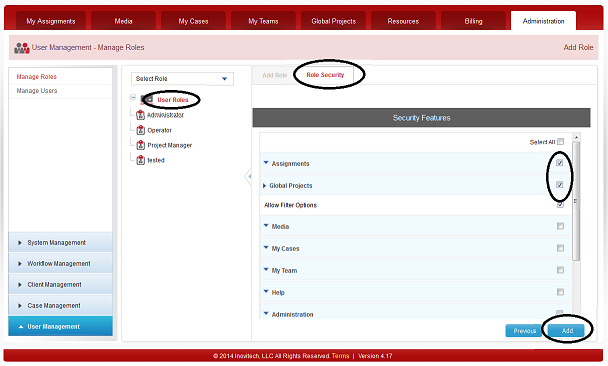 My Assignments
Media
My Cases
My Teams
Global Projects
Resources
Billing
Administration
User Management - Manage Roles
Add Role
Manage Roles
Manage Users
System Management
Workflow Management
Client Management
Case Management
User Management
Select Role
User Roles
Administrator
Operator
Project Manager
tested
Add Role
Role Security
Security Features
Select All
Assignments
Global Projects
Allow Filter Options
Media
My Cases
My Team
Help
Administration
Previous
Add
© 2014 Inovitech, LLC All Rights Reserved. Terms | Version 4.17